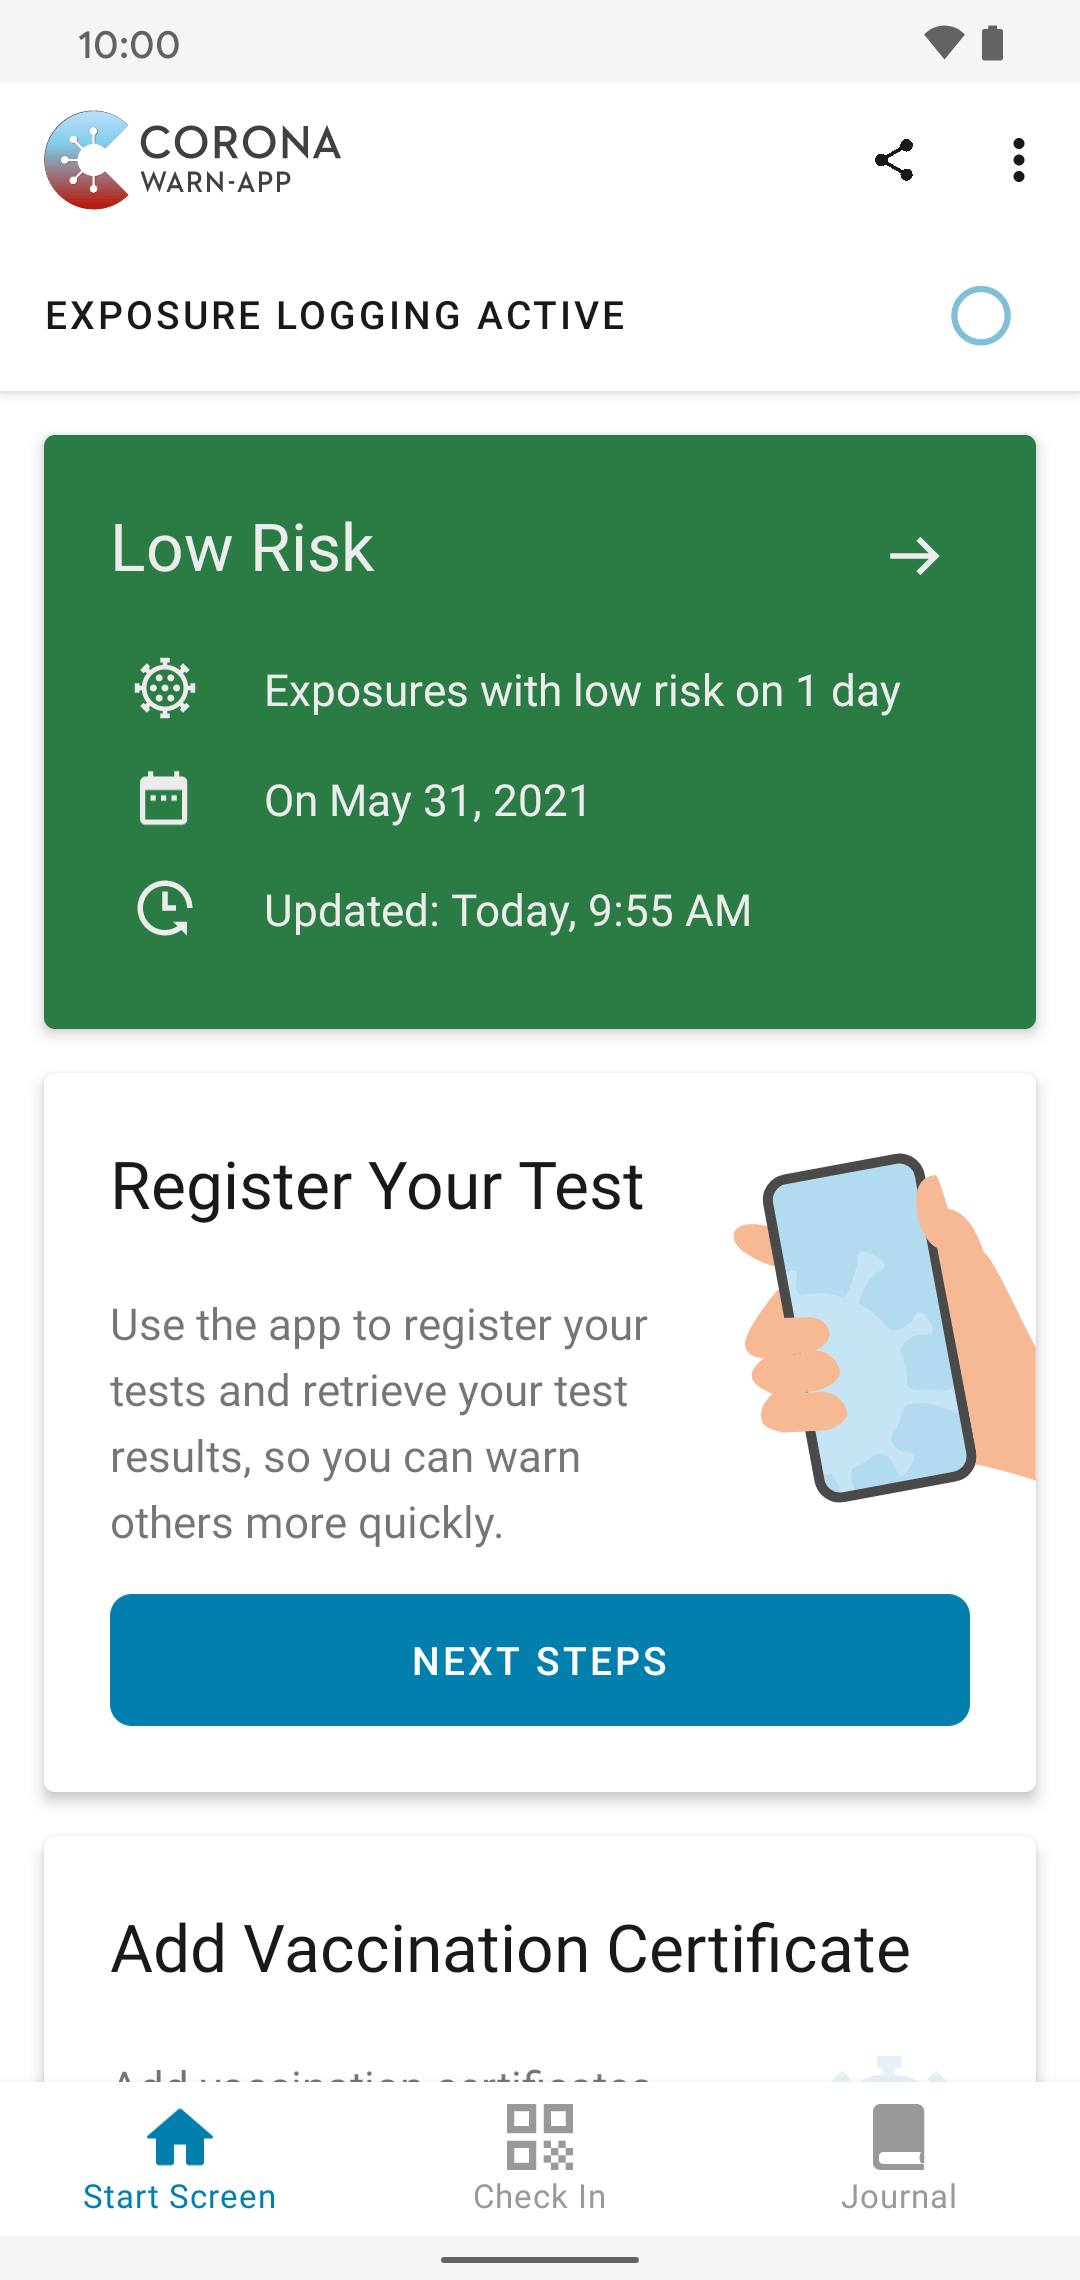 10:00
CORONA
WARN-APP
EXPOSURE LOGGING ACTIVE
Low Risk
Exposures with low risk on 1 day
On May 31, 2021
Updated: Today, 9:55 AM
Register Your Test
Use the app to register your
tests and retrieve your test
results, so you can warn
others more quickly.
NEXT STEPS
Add Vaccination Certificate
Add vaccination certificates
Start Screen
Check In
Journal